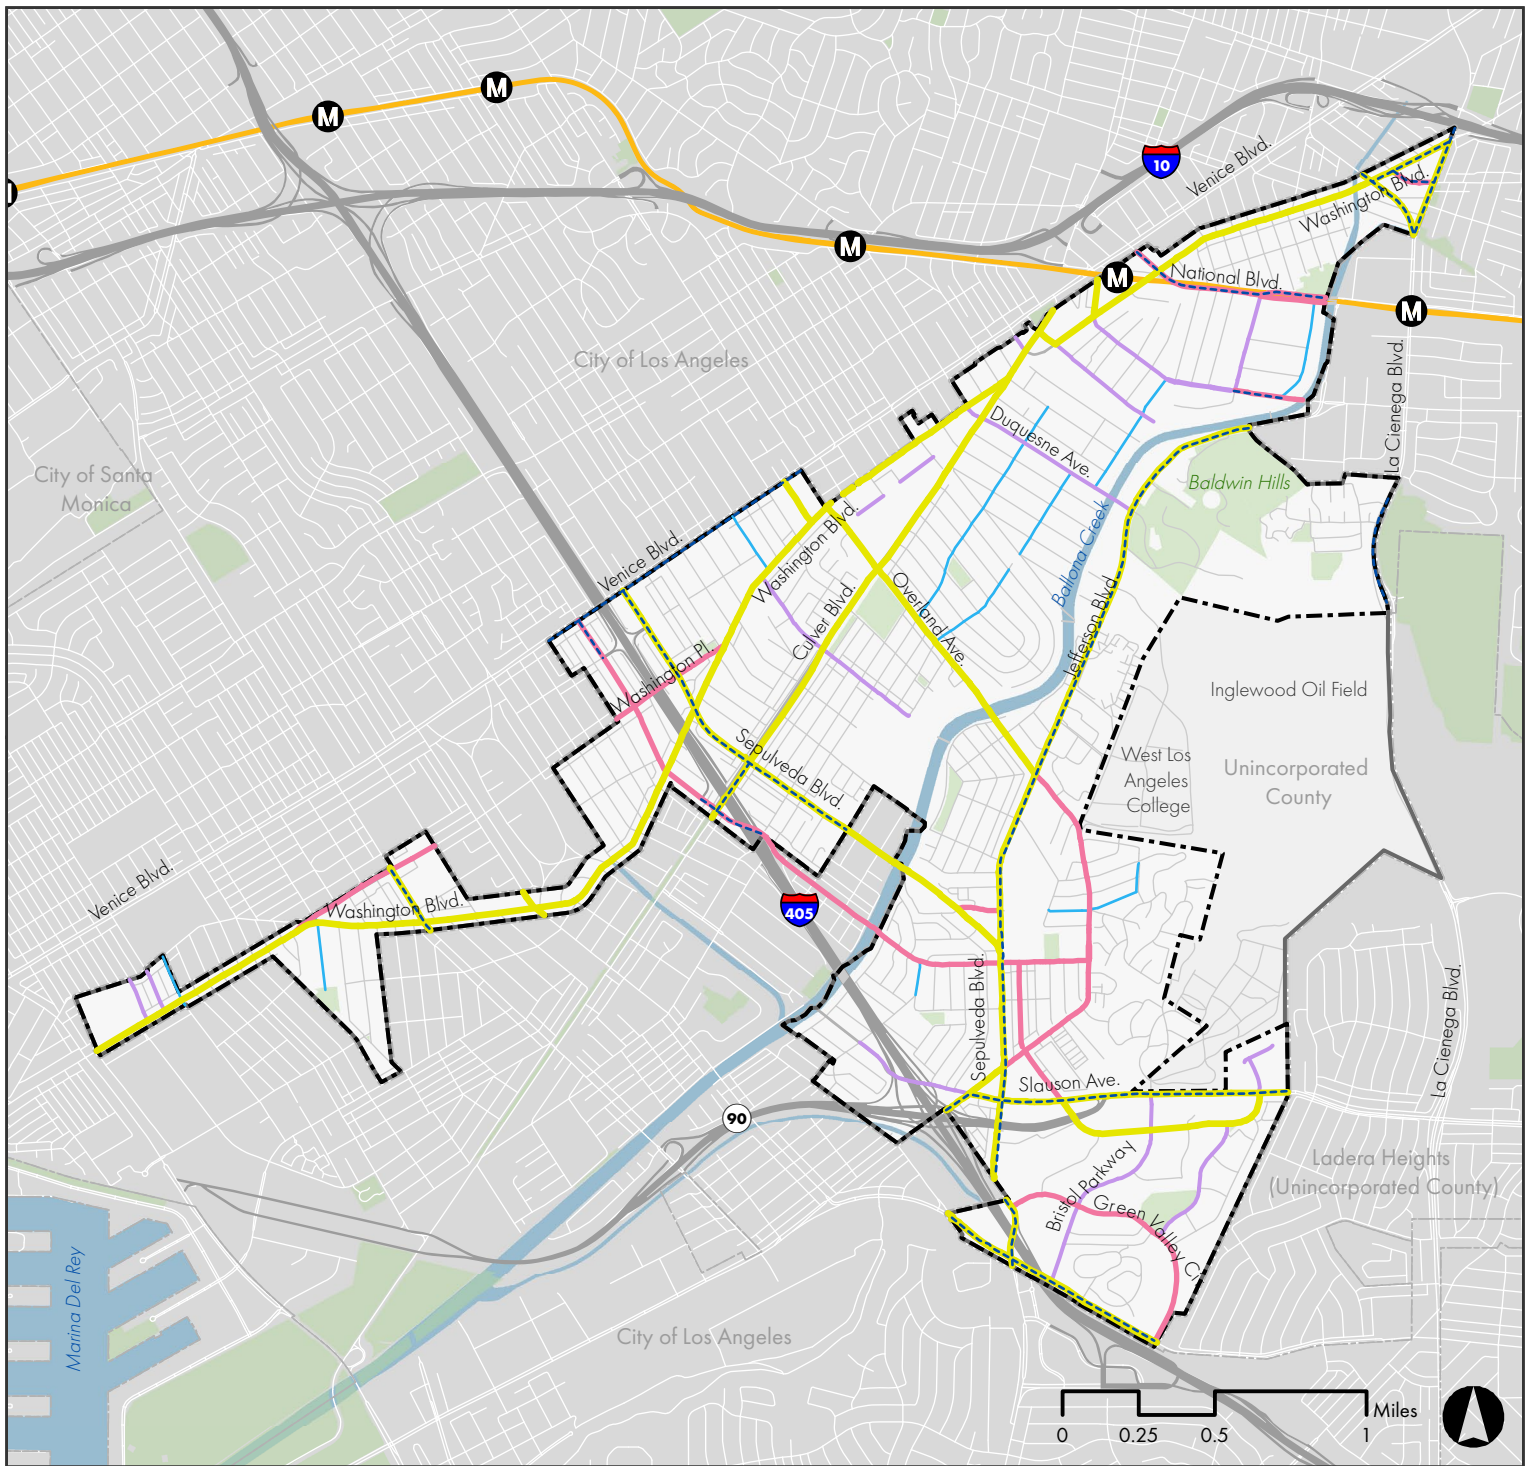 M
M
10
Venice Blvd.
Washington Blvd.
M
M
National Blvd.
M
City of Los Angeles
La Cienega Blvd.
Duquesne Ave.
City of Santa
Monica
Baldwin Hills
Washington Blvd.
Venice Blvd.
Ballona Creek
Culver Blvd.
Overland Ave.
Jefferson Blvd.
Washington Pl.
Inglewood Oil Field
Sepulveda Blvd.
West Los
Angeles
College
Unincorporated
County
Venice Blvd.
Washington Blvd.
405
Sepulveda Blvd.
La Cienega Blvd.
Slauson Ave.
90
Bristol Parkway
Green Valley Ci
Ladera Heights
(Unincorporated County)
Marina Del Rey
City of Los Angeles
Miles
0
0.25
0.5
1